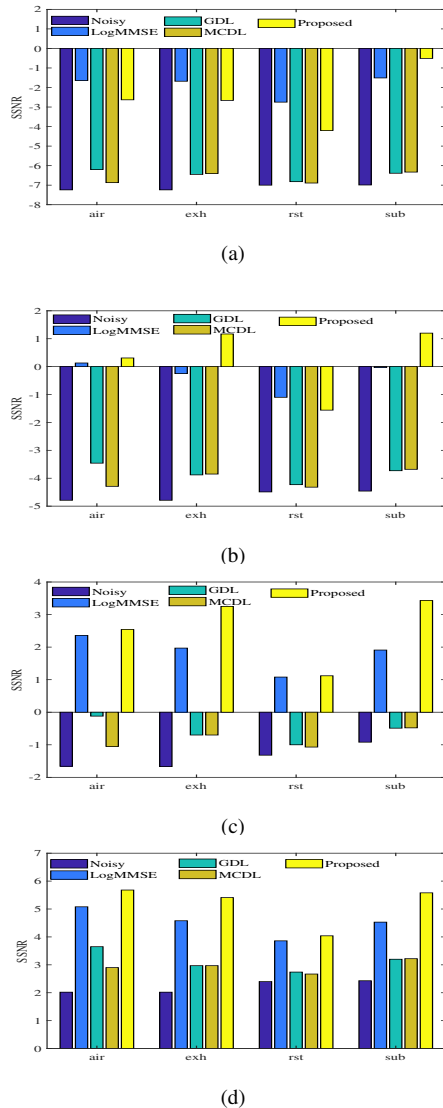 Noisy GDL Proposed
LogMMSE MCDL
0
-1
-2
-3
-4
-5
-6
-7
-8
SSNR
air exh rst sub
(a)
2
1
0
-1
-2
-3
-4
-5
SSNR
Noisy GDL Proposed
LogMMSE MCDL
air exh rst sub
(b)
4
3
2
1
0
-1
-2
SSNR
Noisy GDL Proposed
LogMMSE MCDL
air exh rst sub
(c)
7
6
5
4
3
2
1
0
SSNR
Noisy GDL Proposed
LogMMSE MCDL
air exh rst sub
(d)